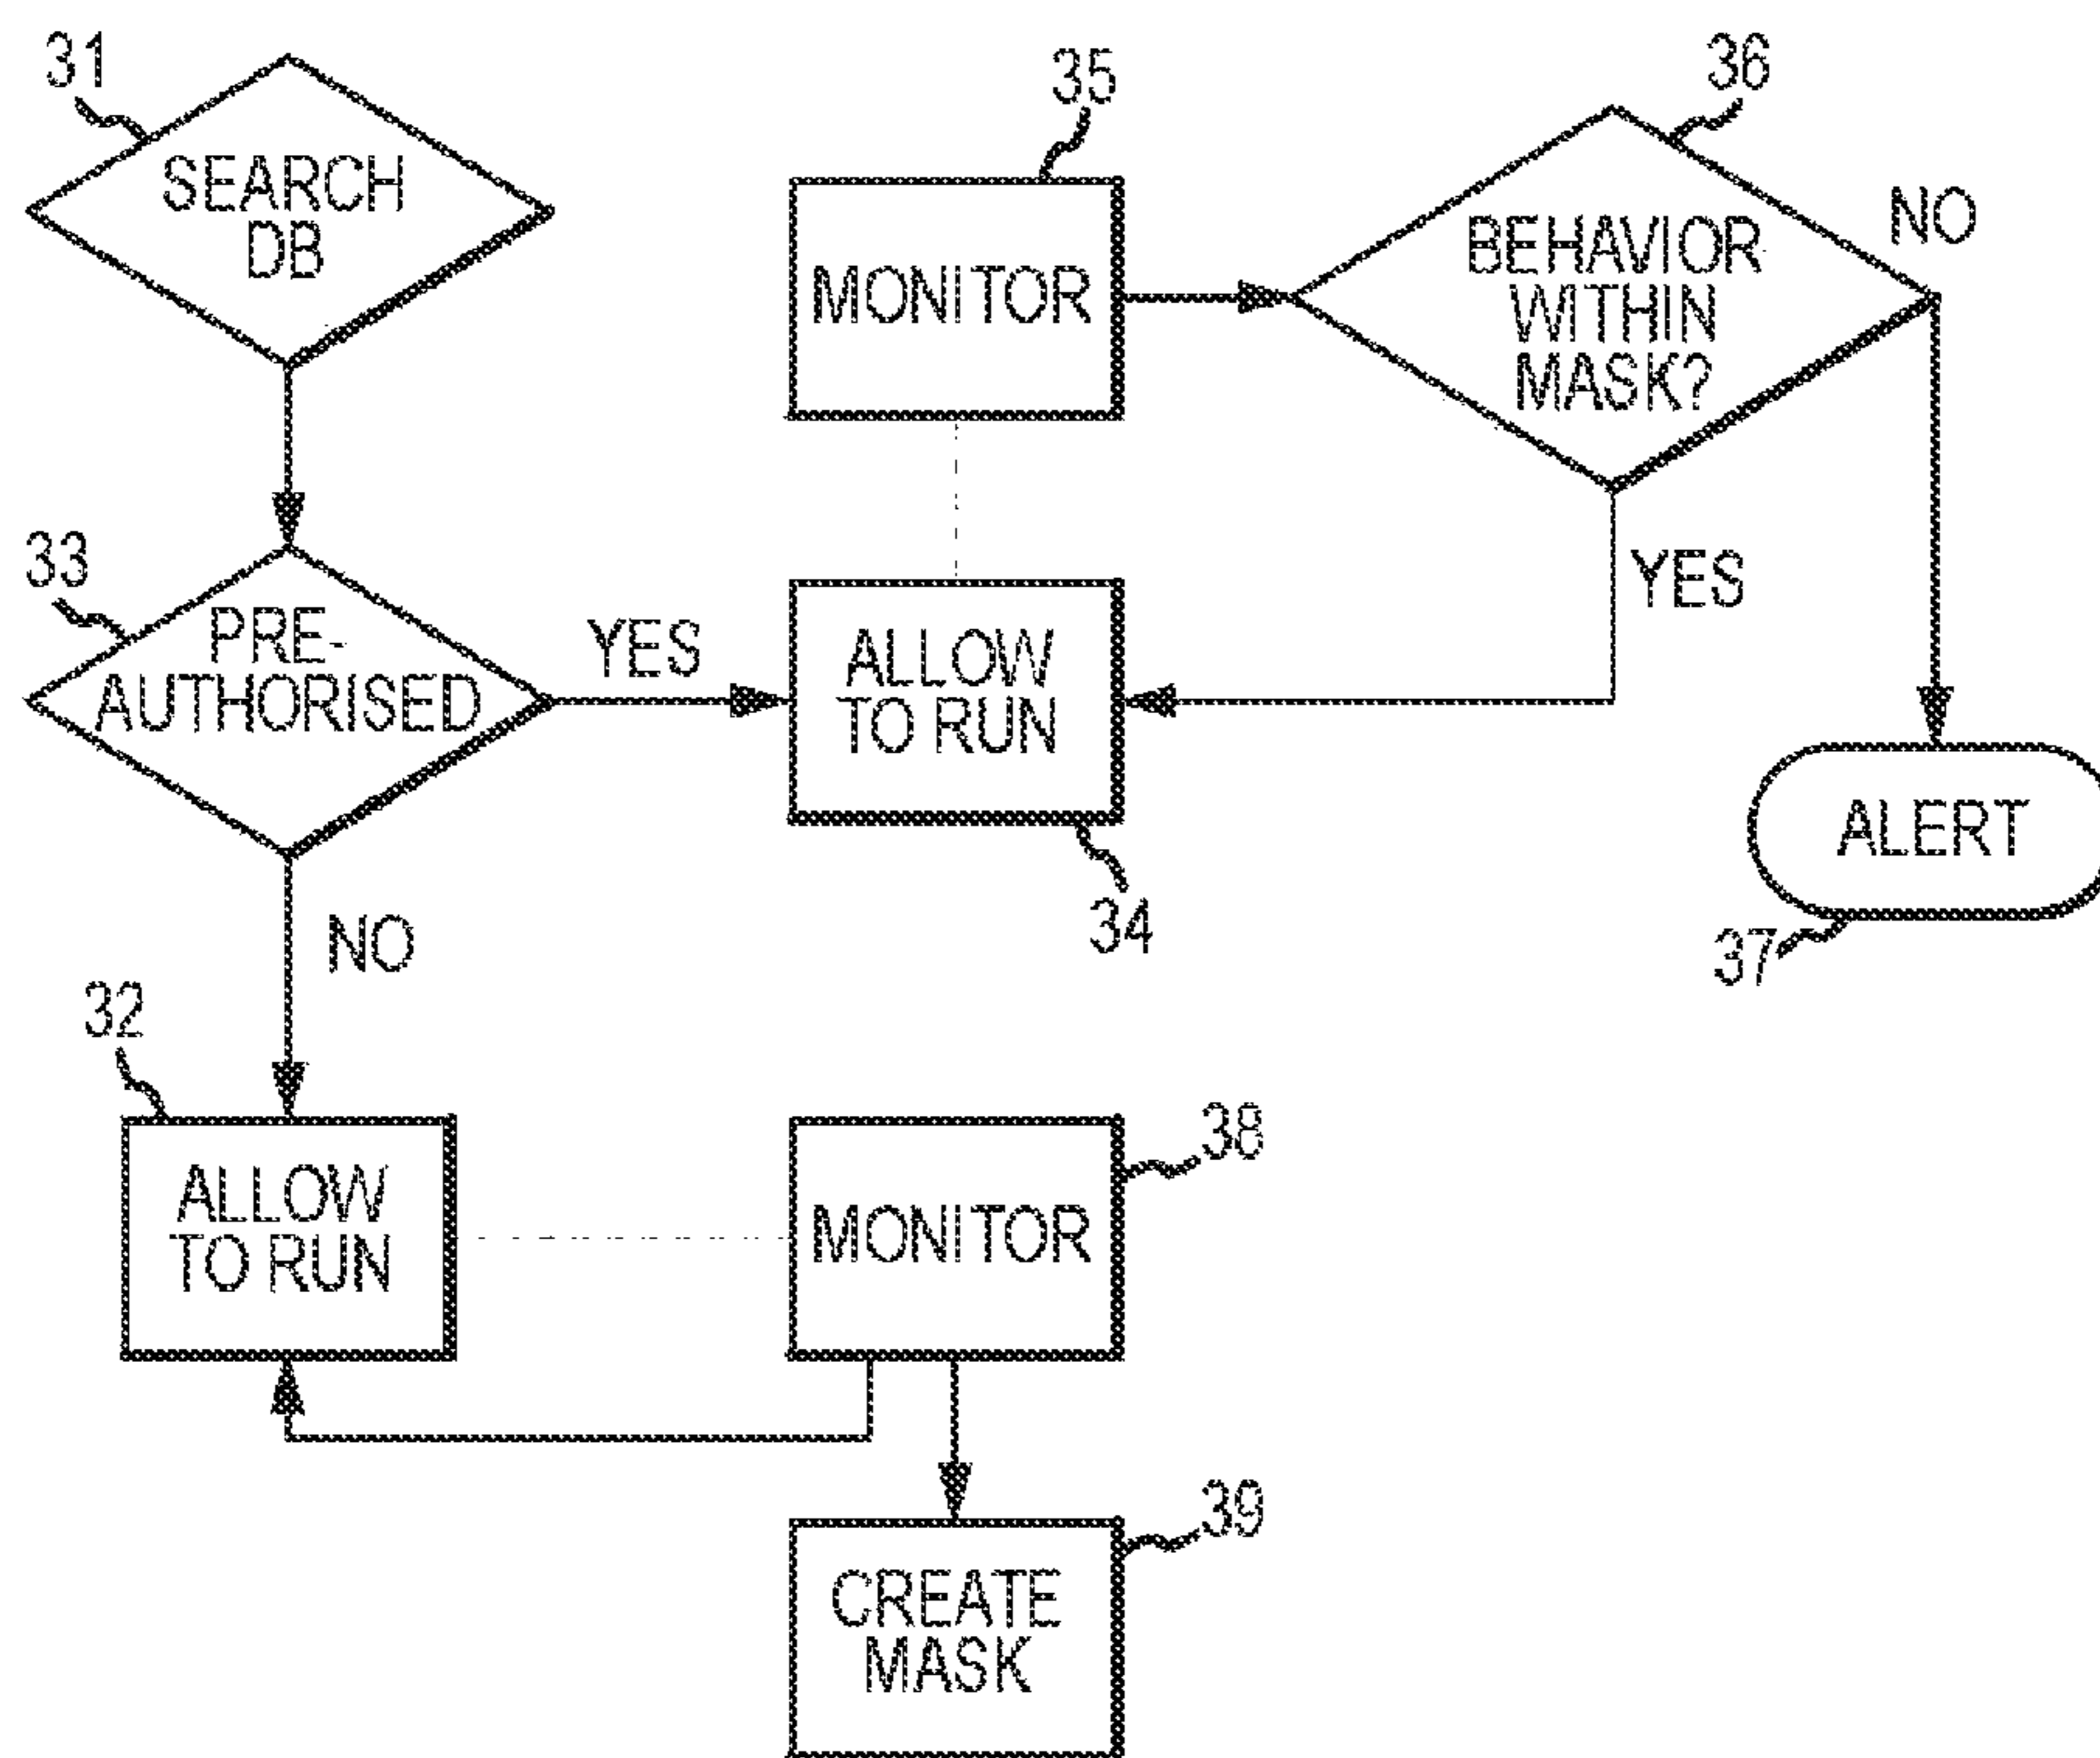 31
SEARCH
DB
35
MONITOR
36
BEHAVIOR
WITHIN
MASK?
NO
YES
33
PRE-
AUTHORISED
YES
ALLOW
TO RUN
34
ALERT
37
NO
32
ALLOW
TO RUN
MONITOR
38
CREATE
MASK
39